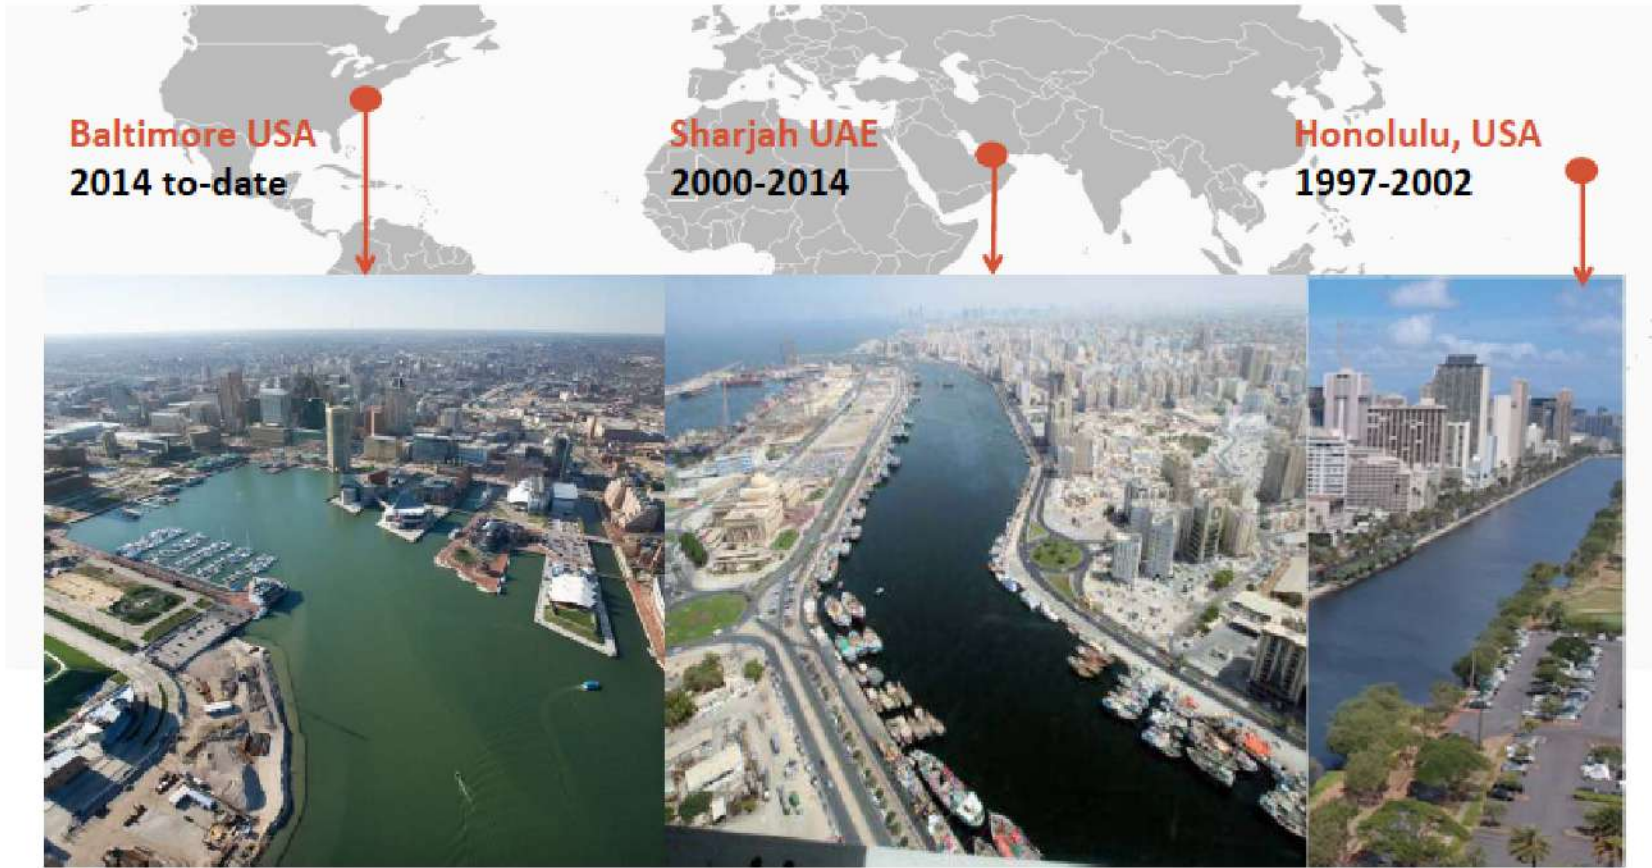 Baltimore USA
2014 to-date
Sharjah UAE
2000-2014
Honolulu, USA
1997-2002